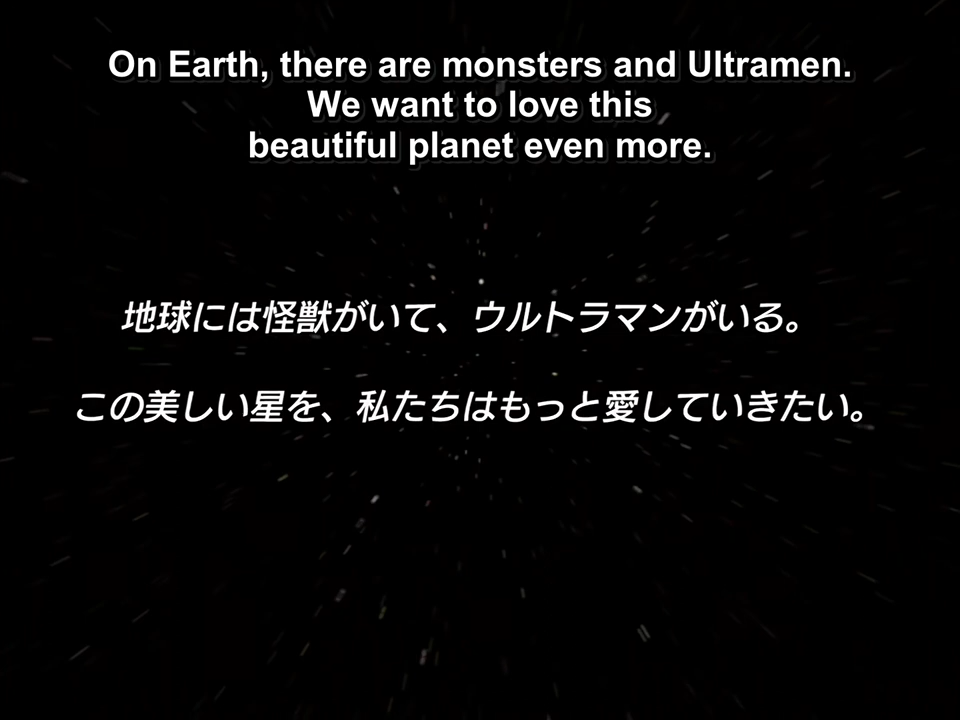 On Earth, there are monsters and Ultramen.
We want to love this
beautiful planet even more.
地球には怪獣がいて、ウルトラマンがいる。
この美しい星を、私たちはもっと愛していきたい。